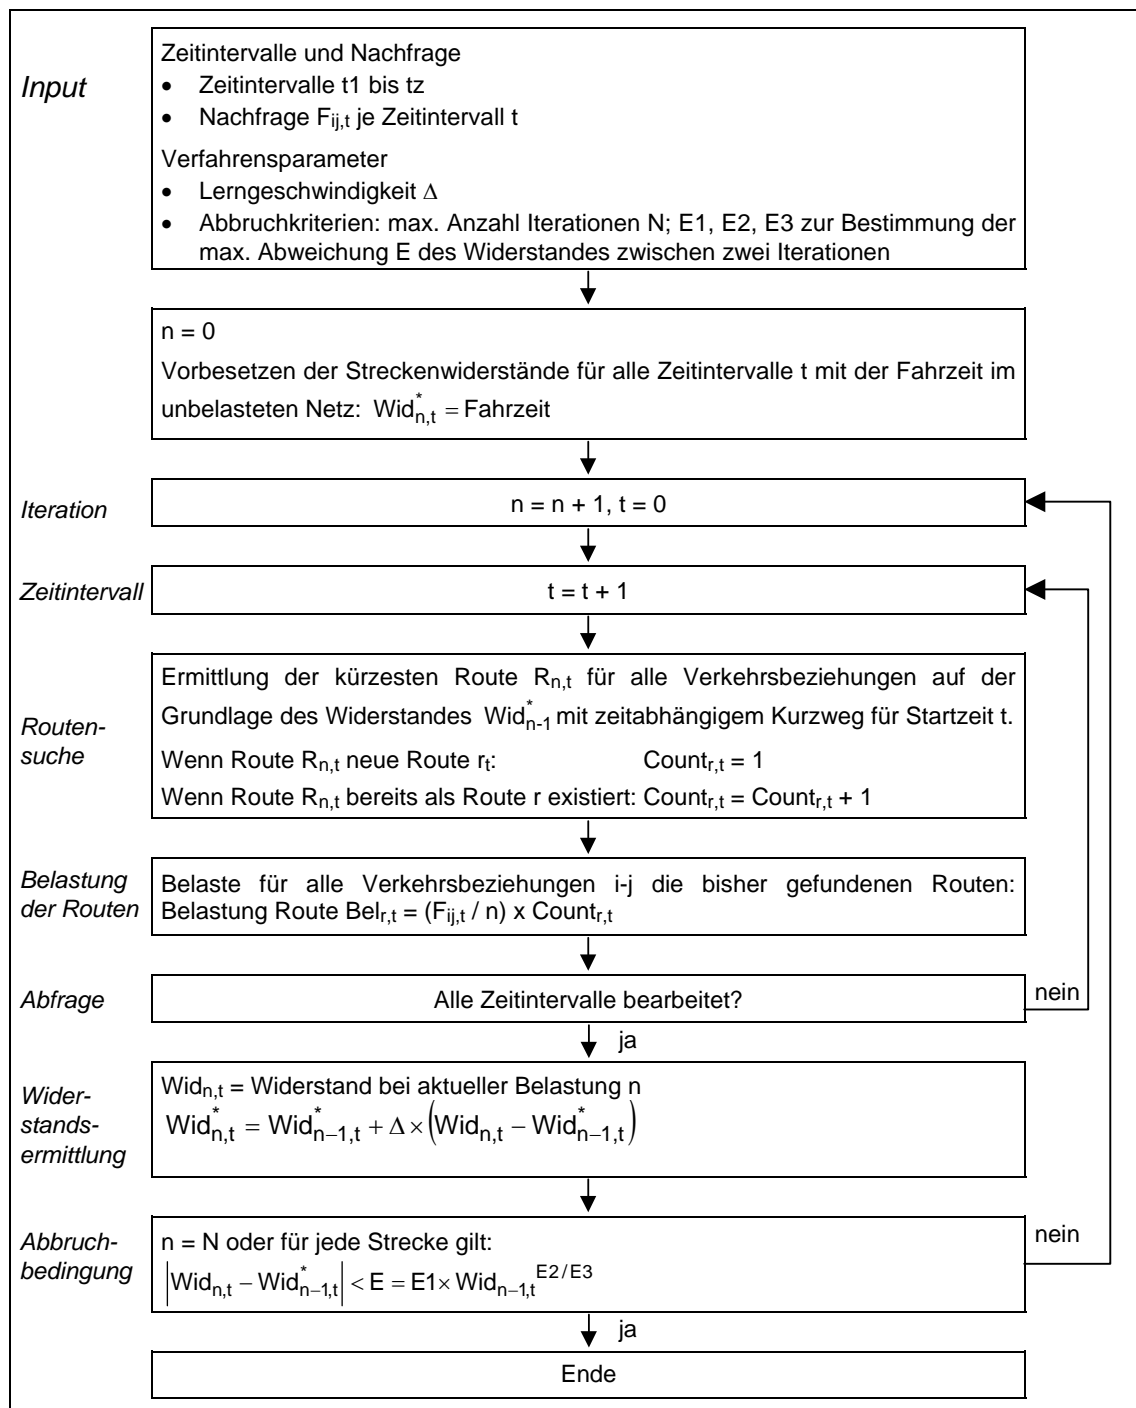 Input
Zeitintervalle und Nachfrage
• Zeitintervalle t1 bis tz
• Nachfrage Fij,t je Zeitintervall t
Verfahrensparameter
• Lerngeschwindigkeit Δ
• Abbruchkriterien: max. Anzahl Iterationen N; E1, E2, E3 zur Bestimmung der
max. Abweichung E des Widerstandes zwischen zwei Iterationen
n = 0
Vorbesetzen der Streckenwiderstände für alle Zeitintervalle t mit der Fahrzeit im
unbelasteten Netz: Wid*n,t = Fahrzeit
Iteration
n = n + 1, t = 0
Zeitintervall
t = t + 1
Routen-
suche
Ermittlung der kürzesten Route Rn,t für alle Verkehrsbeziehungen auf der
Grundlage des Widerstandes Wid*n-1 mit zeitabhängigem Kurzweg für Startzeit t.
Wenn Route Rn,t neue Route rt: Countr,t = 1
Wenn Route Rn,t bereits als Route r existiert: Countr,t = Countr,t + 1
Belastung
der Routen
Belaste für alle Verkehrsbeziehungen i-j die bisher gefundenen Routen:
Belastung Route Belr,t = (Fij,t / n) x Countr,t
Abfrage
Alle Zeitintervalle bearbeitet?
nein
ja
Wider-
stands-
ermittlung
Widn,t = Widerstand bei aktueller Belastung n
Wid*n,t = Wid*n−1,t + Δ × (Widn,t − Wid*n−1,t)
Abbruch-
bedingung
n = N oder für jede Strecke gilt:
|Widn,t − Wid*n−1,t| < E = E1 × Widn−1,t E2/E3
nein
ja
Ende